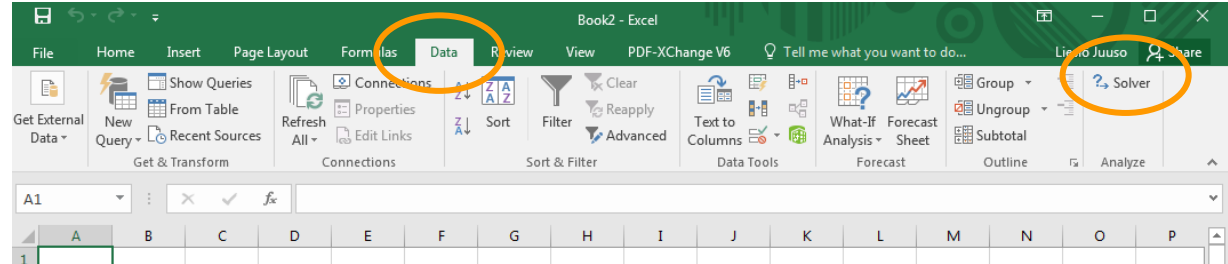 Book2 - Excel
File Home Insert Page Layout Formulas Data Review View PDF-XChange V6 Tell me what you want to do... Share
Get External Data
New Query
Show Queries
From Table
Recent Sources
Get & Transform
Refresh All
Connections
Properties
Edit Links
Connections
Z A
A Z
Sort
Filter
Clear
Reapply
Advanced
Sort & Filter
Text to Columns
Data Tools
What-If Analysis
Forecast Sheet
Forecast
Group
Ungroup
Subtotal
Outline
Solver
Analyze
A1 fx
A B C D E F G H I J K L M N O P
1